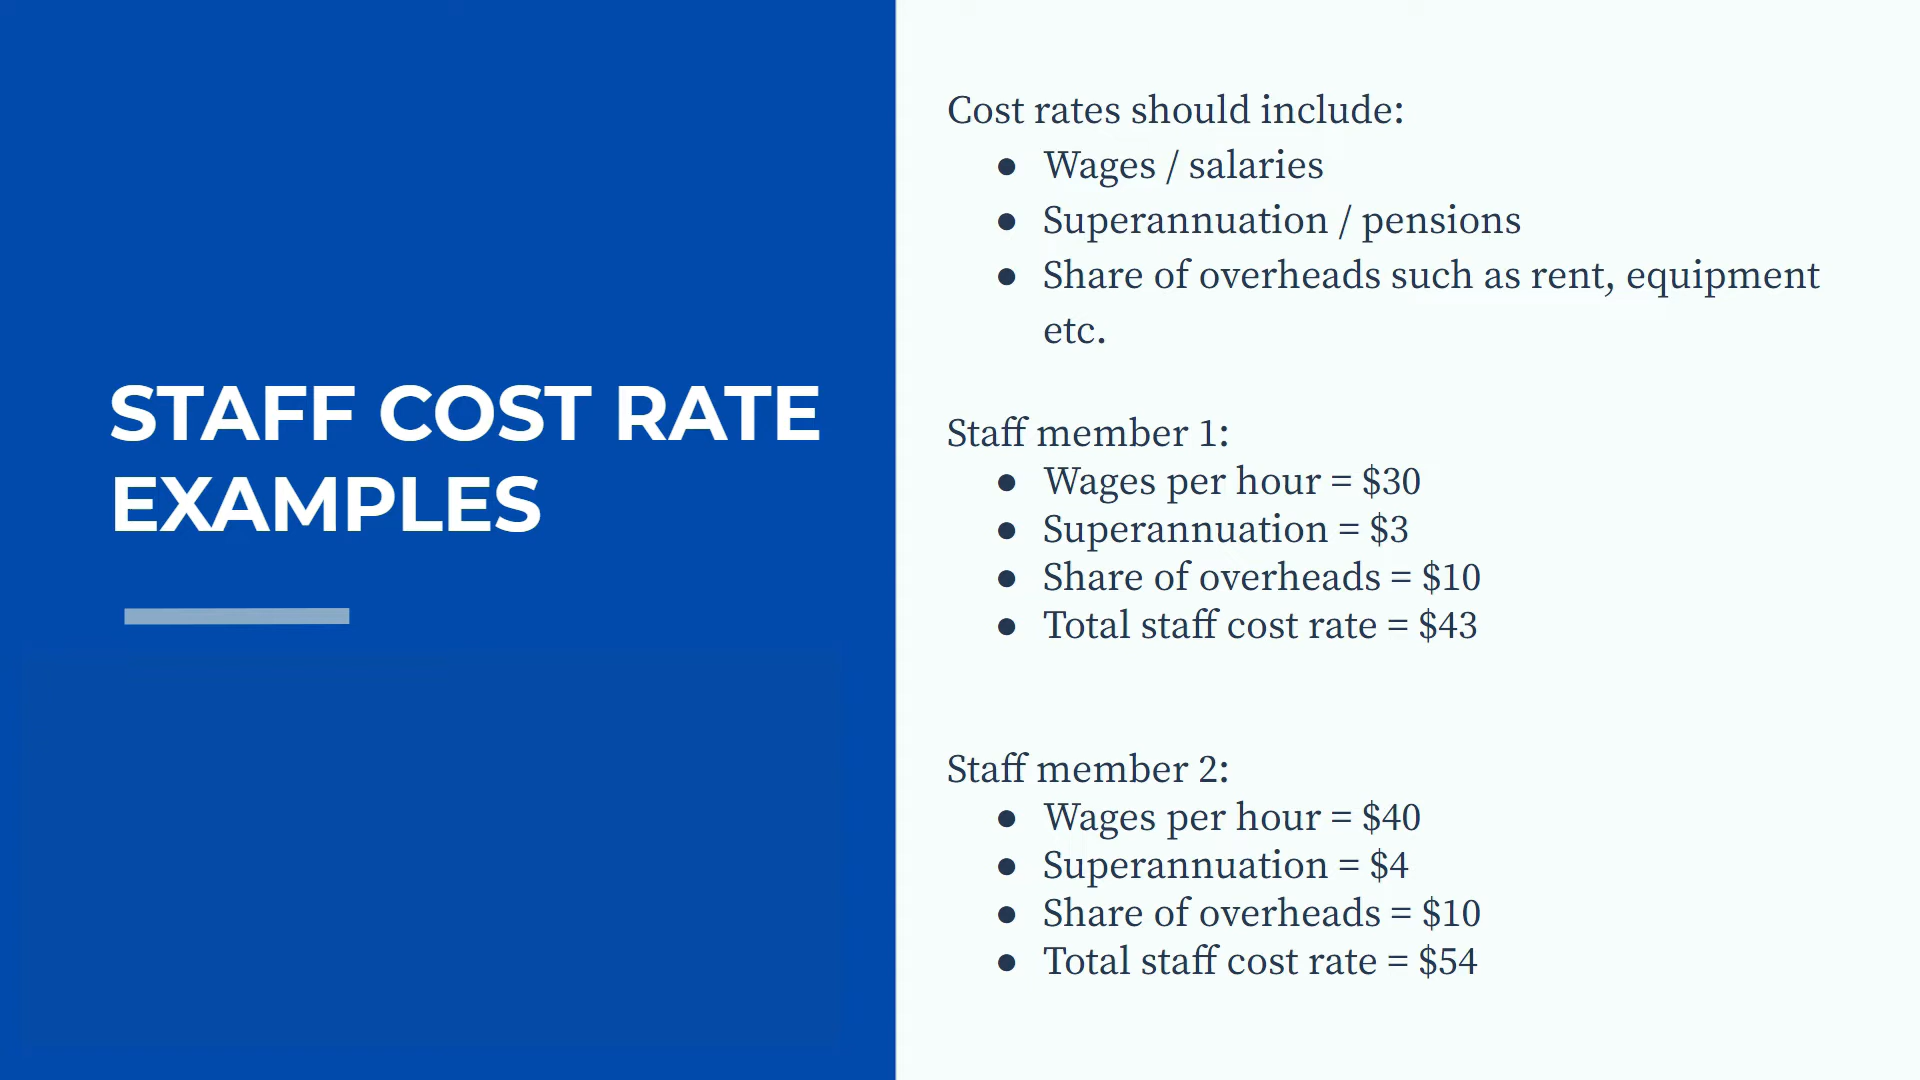 STAFF COST RATE
EXAMPLES
Cost rates should include:
● Wages / salaries
● Superannuation / pensions
● Share of overheads such as rent, equipment
etc.
Staff member 1:
● Wages per hour = $30
● Superannuation = $3
● Share of overheads = $10
● Total staff cost rate = $43
Staff member 2:
● Wages per hour = $40
● Superannuation = $4
● Share of overheads = $10
● Total staff cost rate = $54